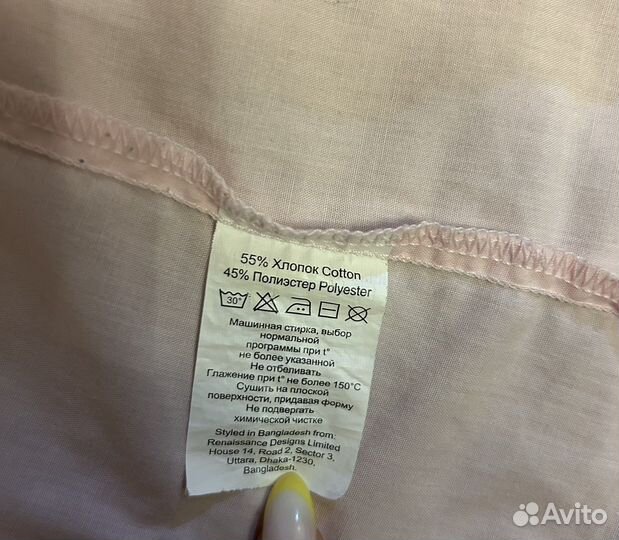 55% Хлопок Cotton
45% Полиэстер Polyester
30°
Машинная стирка, выбор
нормальной
программы при t°
не более указанной
Не отбеливать
Глажение при t° не более 150°С
Сушить на плоской
поверхности, придавая форму
Не подвергать
химической чистке
Styled in Bangladesh from:
Renaissance Designs Limited
House 14, Road 2, Sector 3,
Uttara, Dhaka-1230,
Bangladesh.
Avito